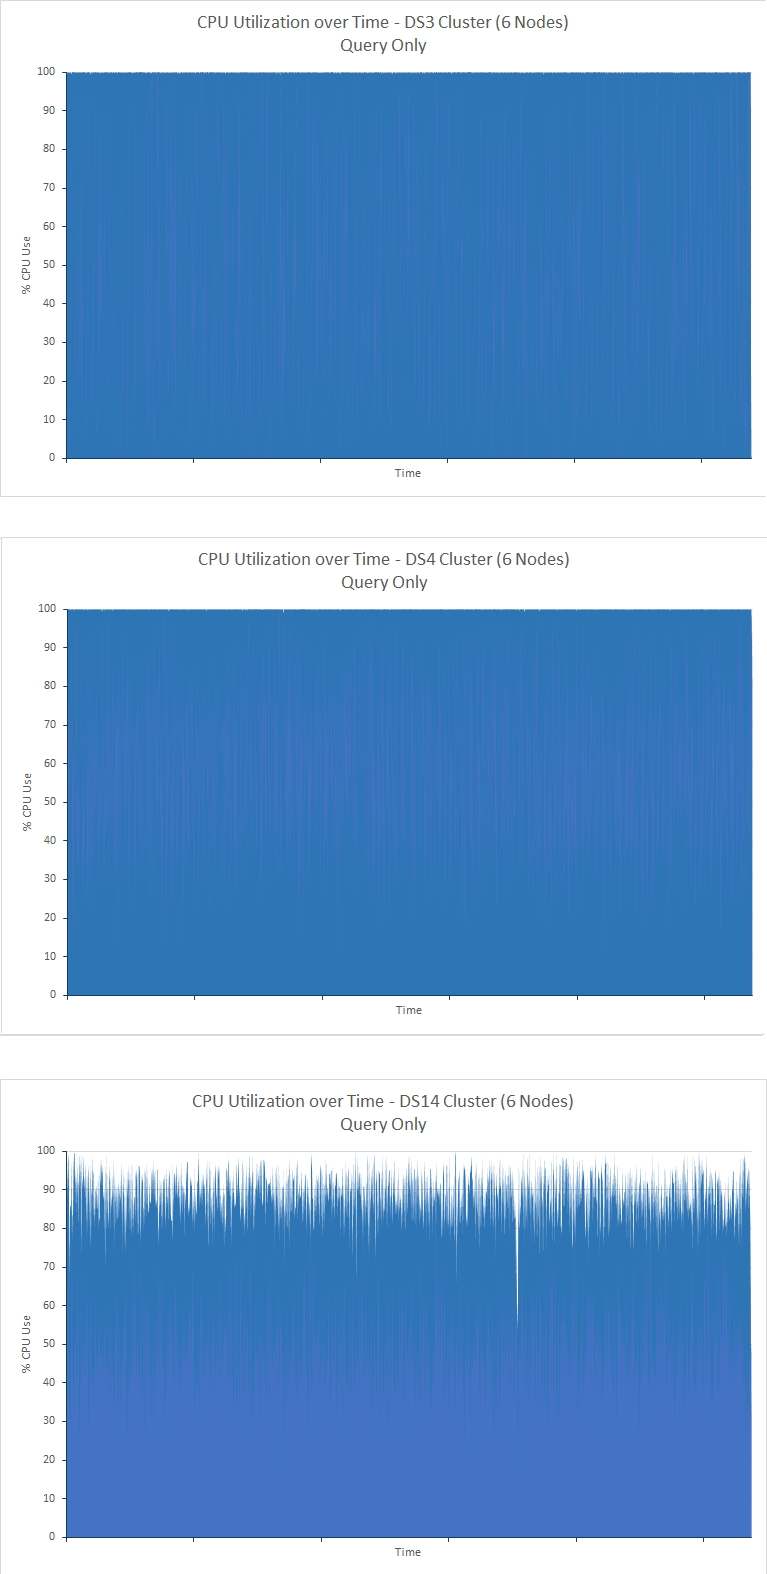 CPU Utilization over Time - DS3 Cluster (6 Nodes)
Query Only
100
90
80
70
60
50
40
30
20
10
0
% CPU Use
Time
CPU Utilization over Time - DS4 Cluster (6 Nodes)
Query Only
100
90
80
70
60
50
40
30
20
10
0
% CPU Use
Time
CPU Utilization over Time - DS14 Cluster (6 Nodes)
Query Only
100
90
80
70
60
50
40
30
20
10
0
% CPU Use
Time